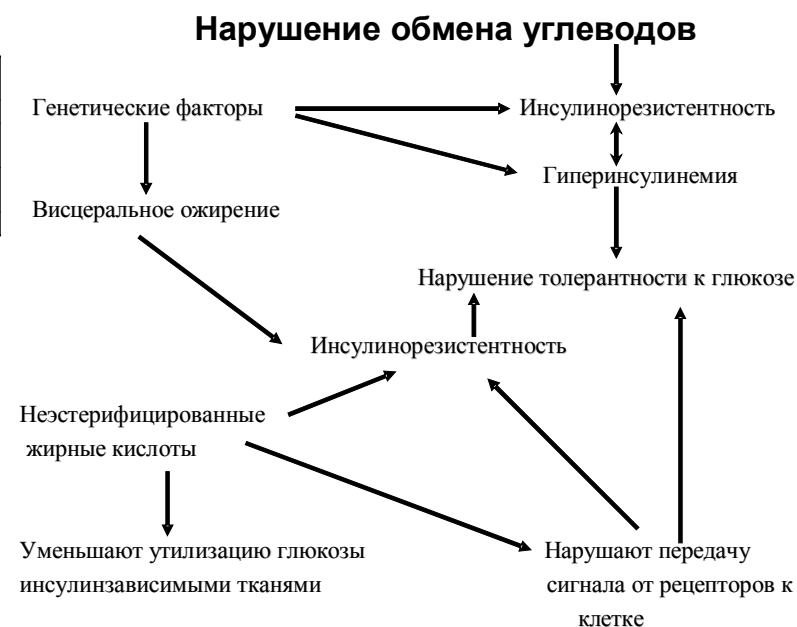 Нарушение обмена углеводов
Генетические факторы
Инсулинорезистентность
Гиперинсулинемия
Висцеральное ожирение
Нарушение толерантности к глюкозе
Инсулинорезистентность
Неэстерифицированные
жирные кислоты
Уменьшают утилизацию глюкозы
инсулинзависимыми тканями
Нарушают передачу
сигнала от рецепторов к
клетке